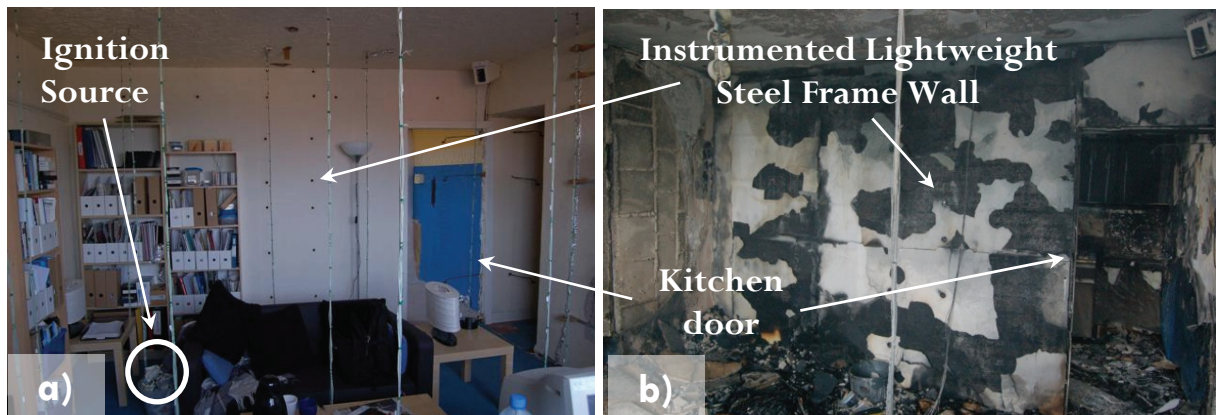 Ignition
Source
Instrumented Lightweight
Steel Frame Wall
Kitchen
door
a)
b)